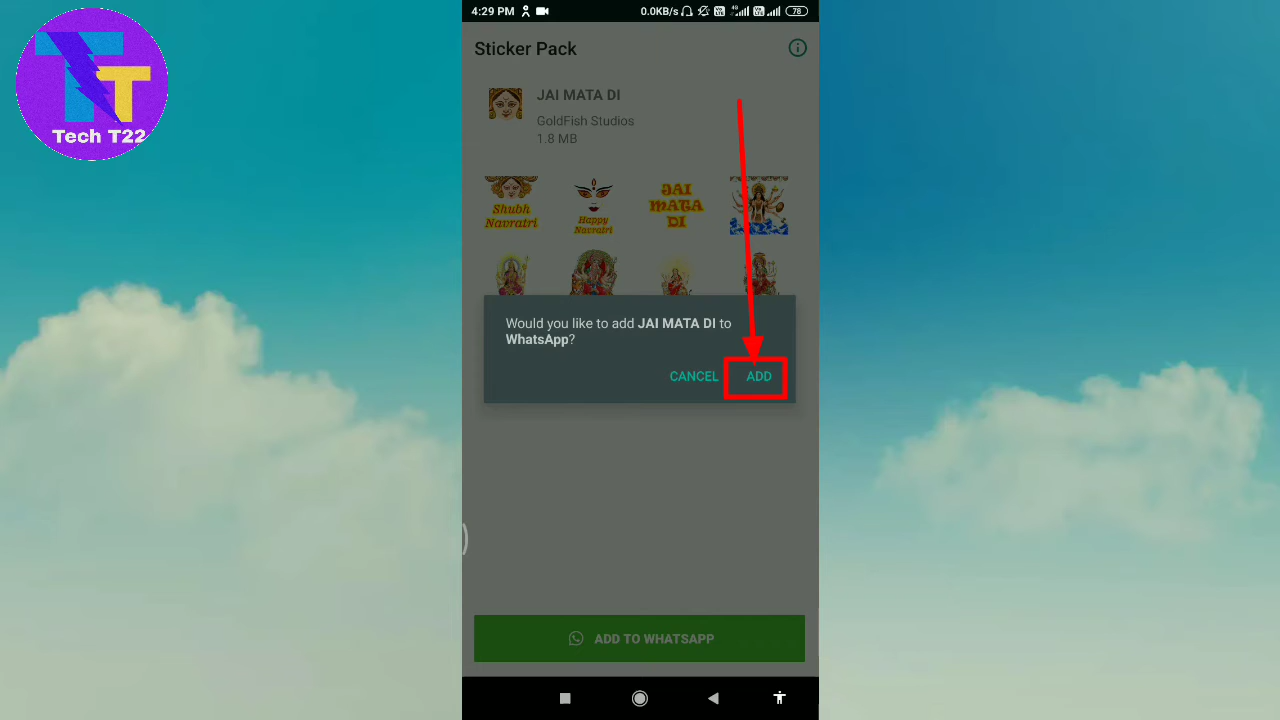 Tech T22
4:29 PM
0.0KB/s
4G
78
Sticker Pack
JAI MATA DI
GoldFish Studios
1.8 MB
Shubh
Navratri
Happy
Navratri
JAI
MATA
DI
Would you like to add JAI MATA DI to
WhatsApp?
CANCEL
ADD
ADD TO WHATSAPP